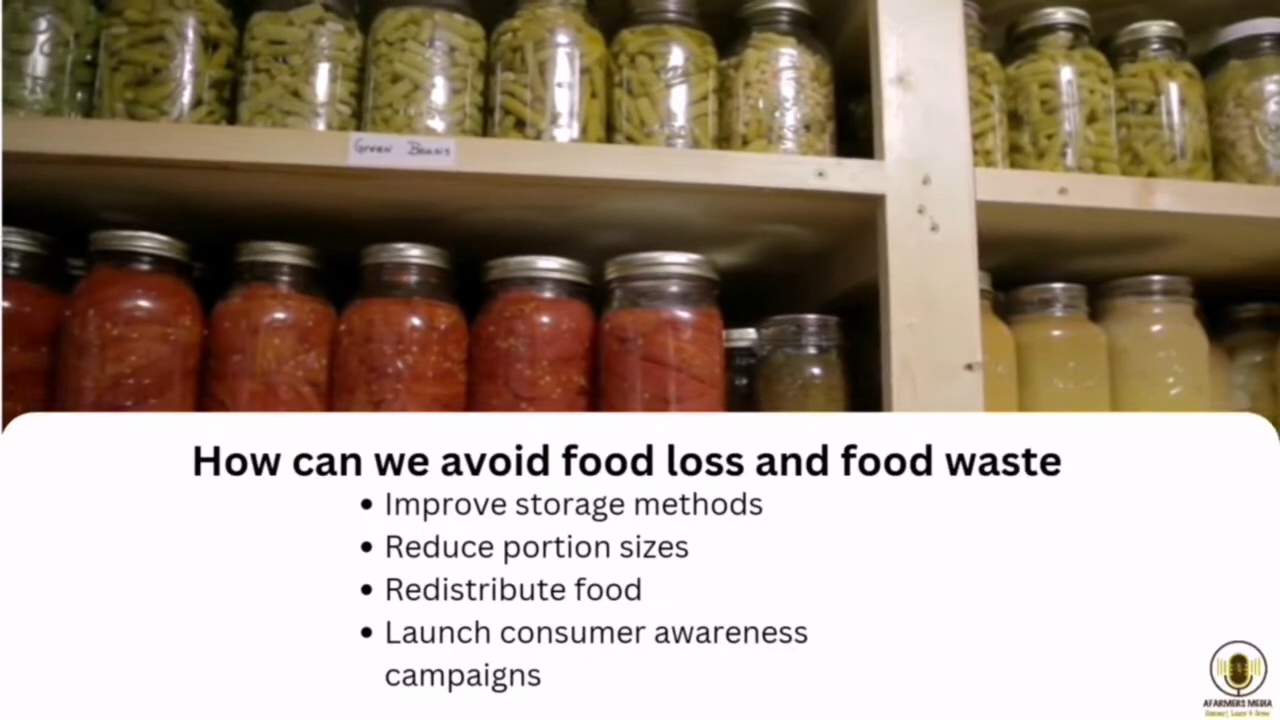 Green Beans
How can we avoid food loss and food waste
• Improve storage methods
• Reduce portion sizes
• Redistribute food
• Launch consumer awareness
campaigns
AFARMERS MEDIA